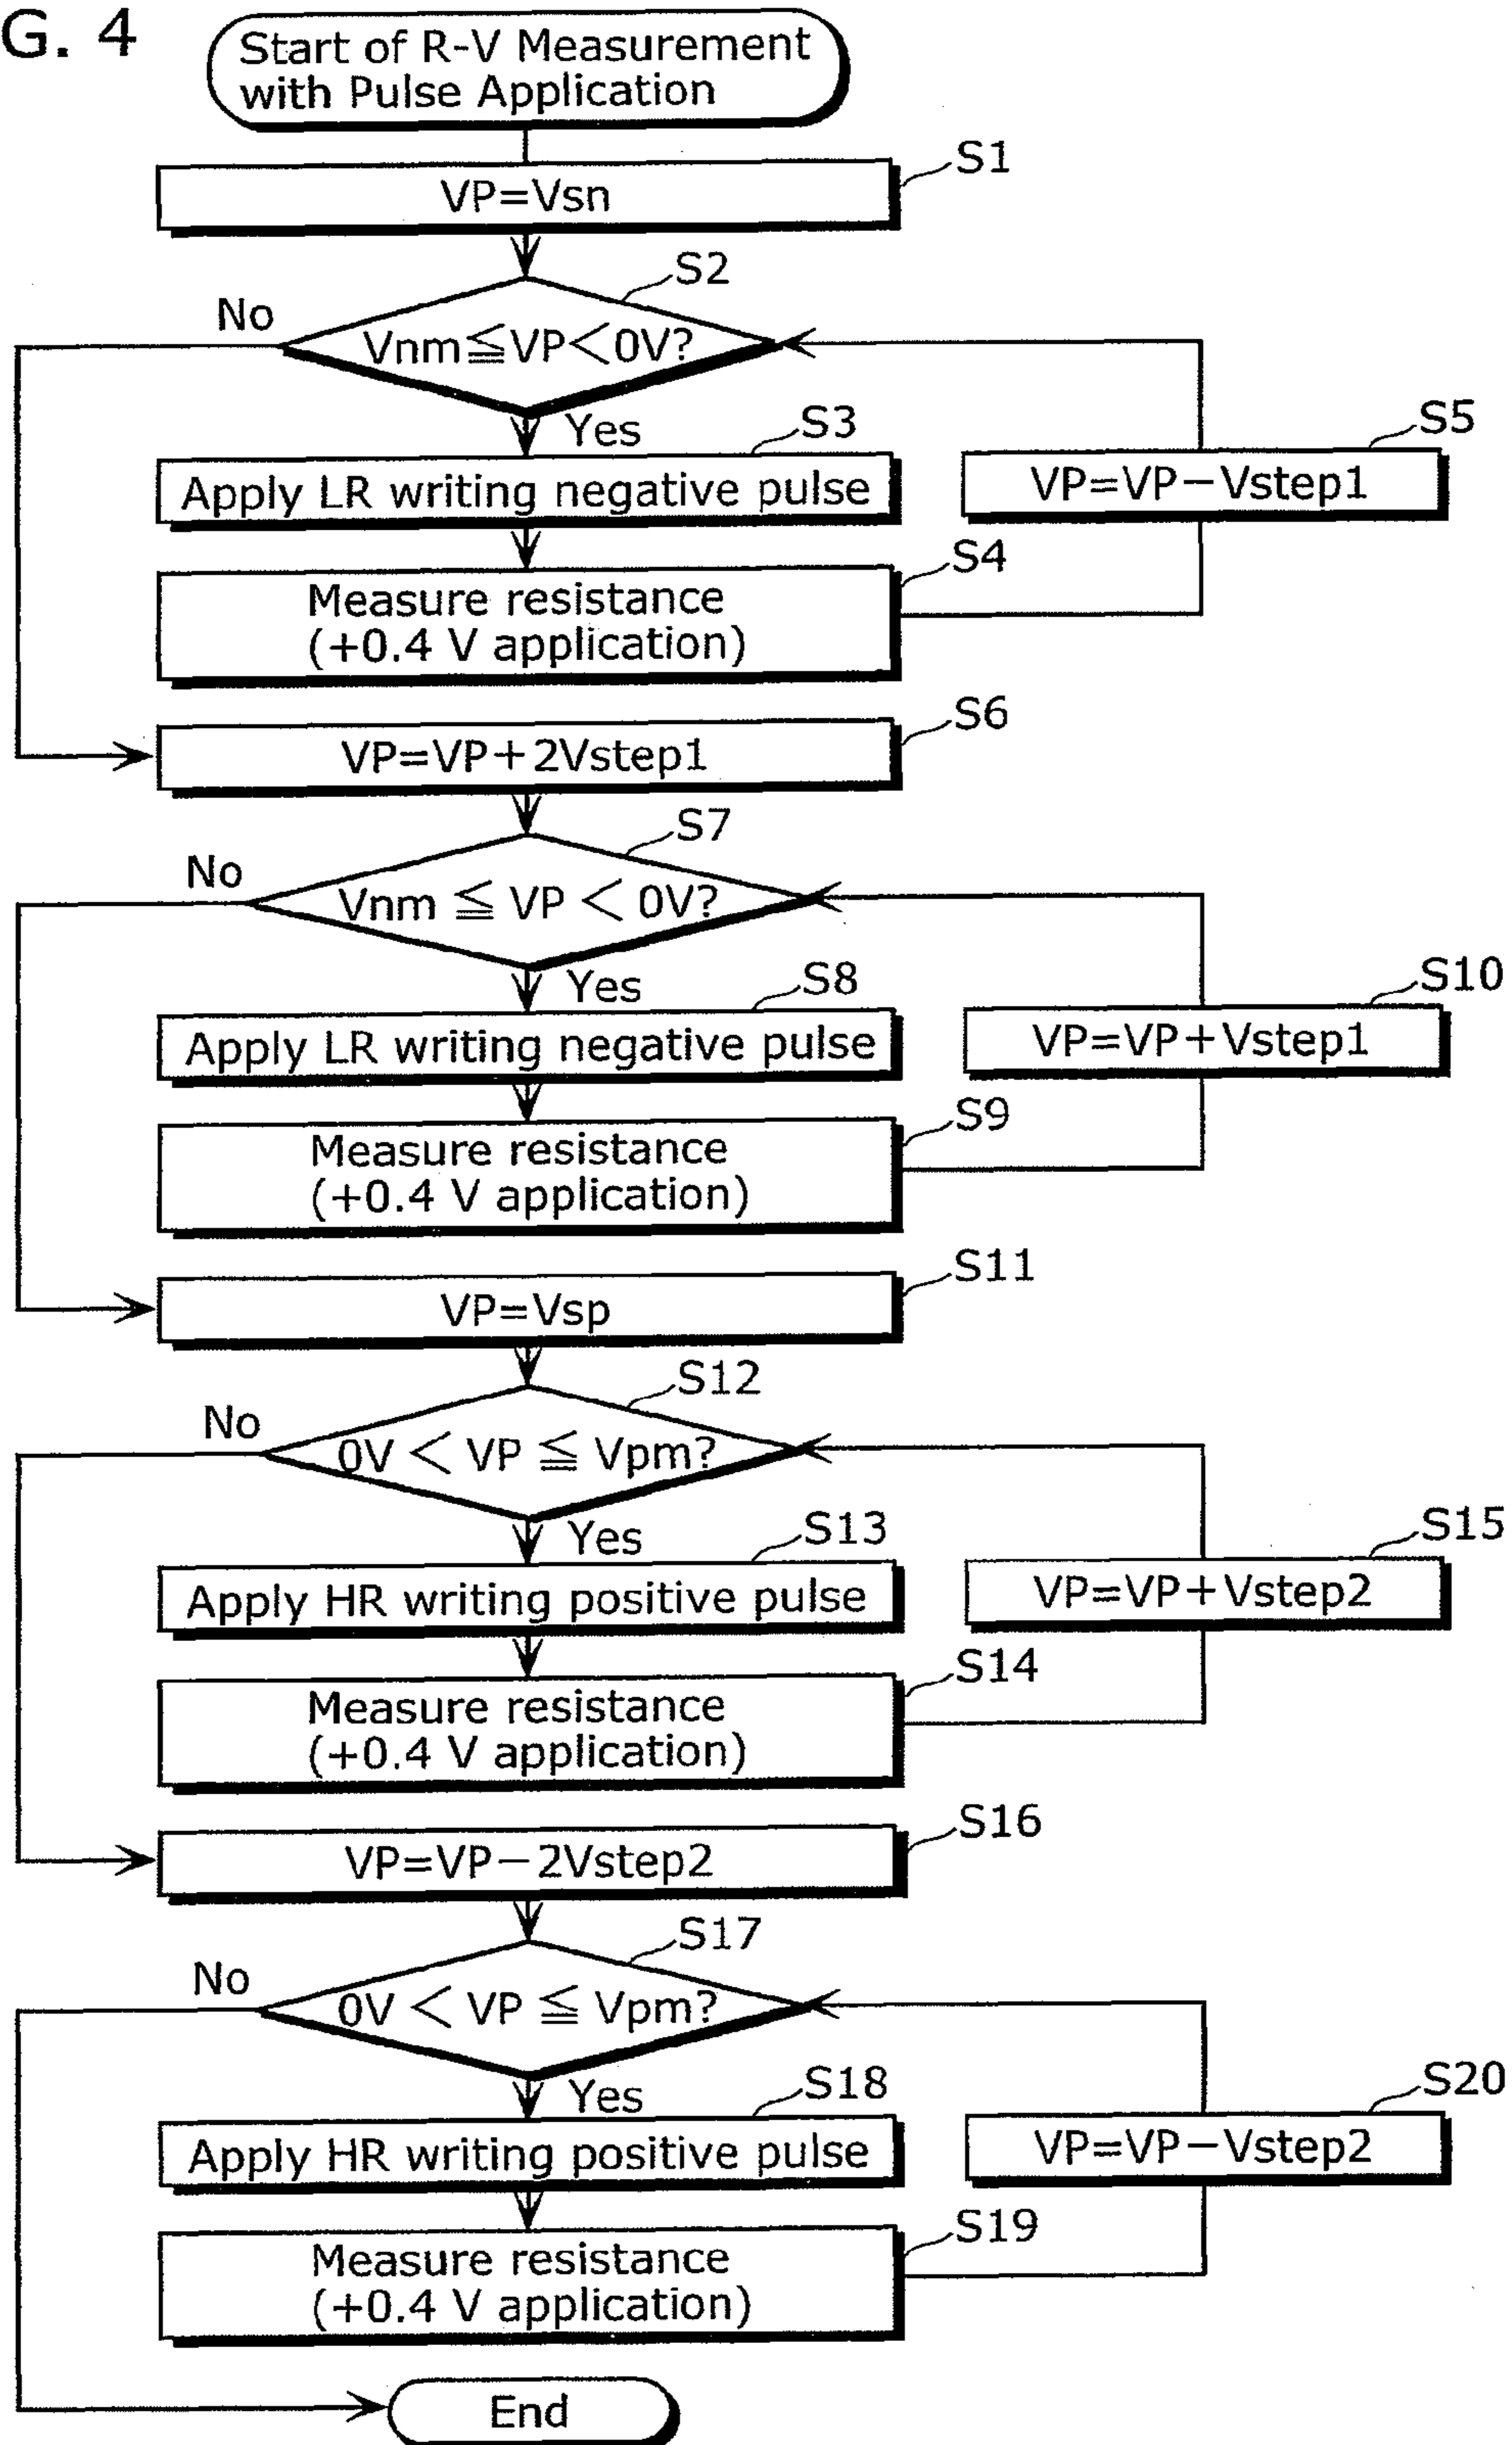 G. 4
Start of R-V Measurement
with Pulse Application
S1
VP=Vsn
S2
No
Vnm≦VP<0V?
Yes
S3
S5
Apply LR writing negative pulse
VP=VP-Vstep1
S4
Measure resistance
(+0.4 V application)
S6
VP=VP+2Vstep1
S7
No
Vnm ≦ VP < 0V?
Yes
S8
S10
Apply LR writing negative pulse
VP=VP+Vstep1
S9
Measure resistance
(+0.4 V application)
S11
VP=Vsp
S12
No
0V < VP ≦ Vpm?
Yes
S13
S15
Apply HR writing positive pulse
VP=VP+Vstep2
S14
Measure resistance
(+0.4 V application)
S16
VP=VP-2Vstep2
S17
No
0V < VP ≦ Vpm?
Yes
S18
S20
Apply HR writing positive pulse
VP=VP-Vstep2
S19
Measure resistance
(+0.4 V application)
End